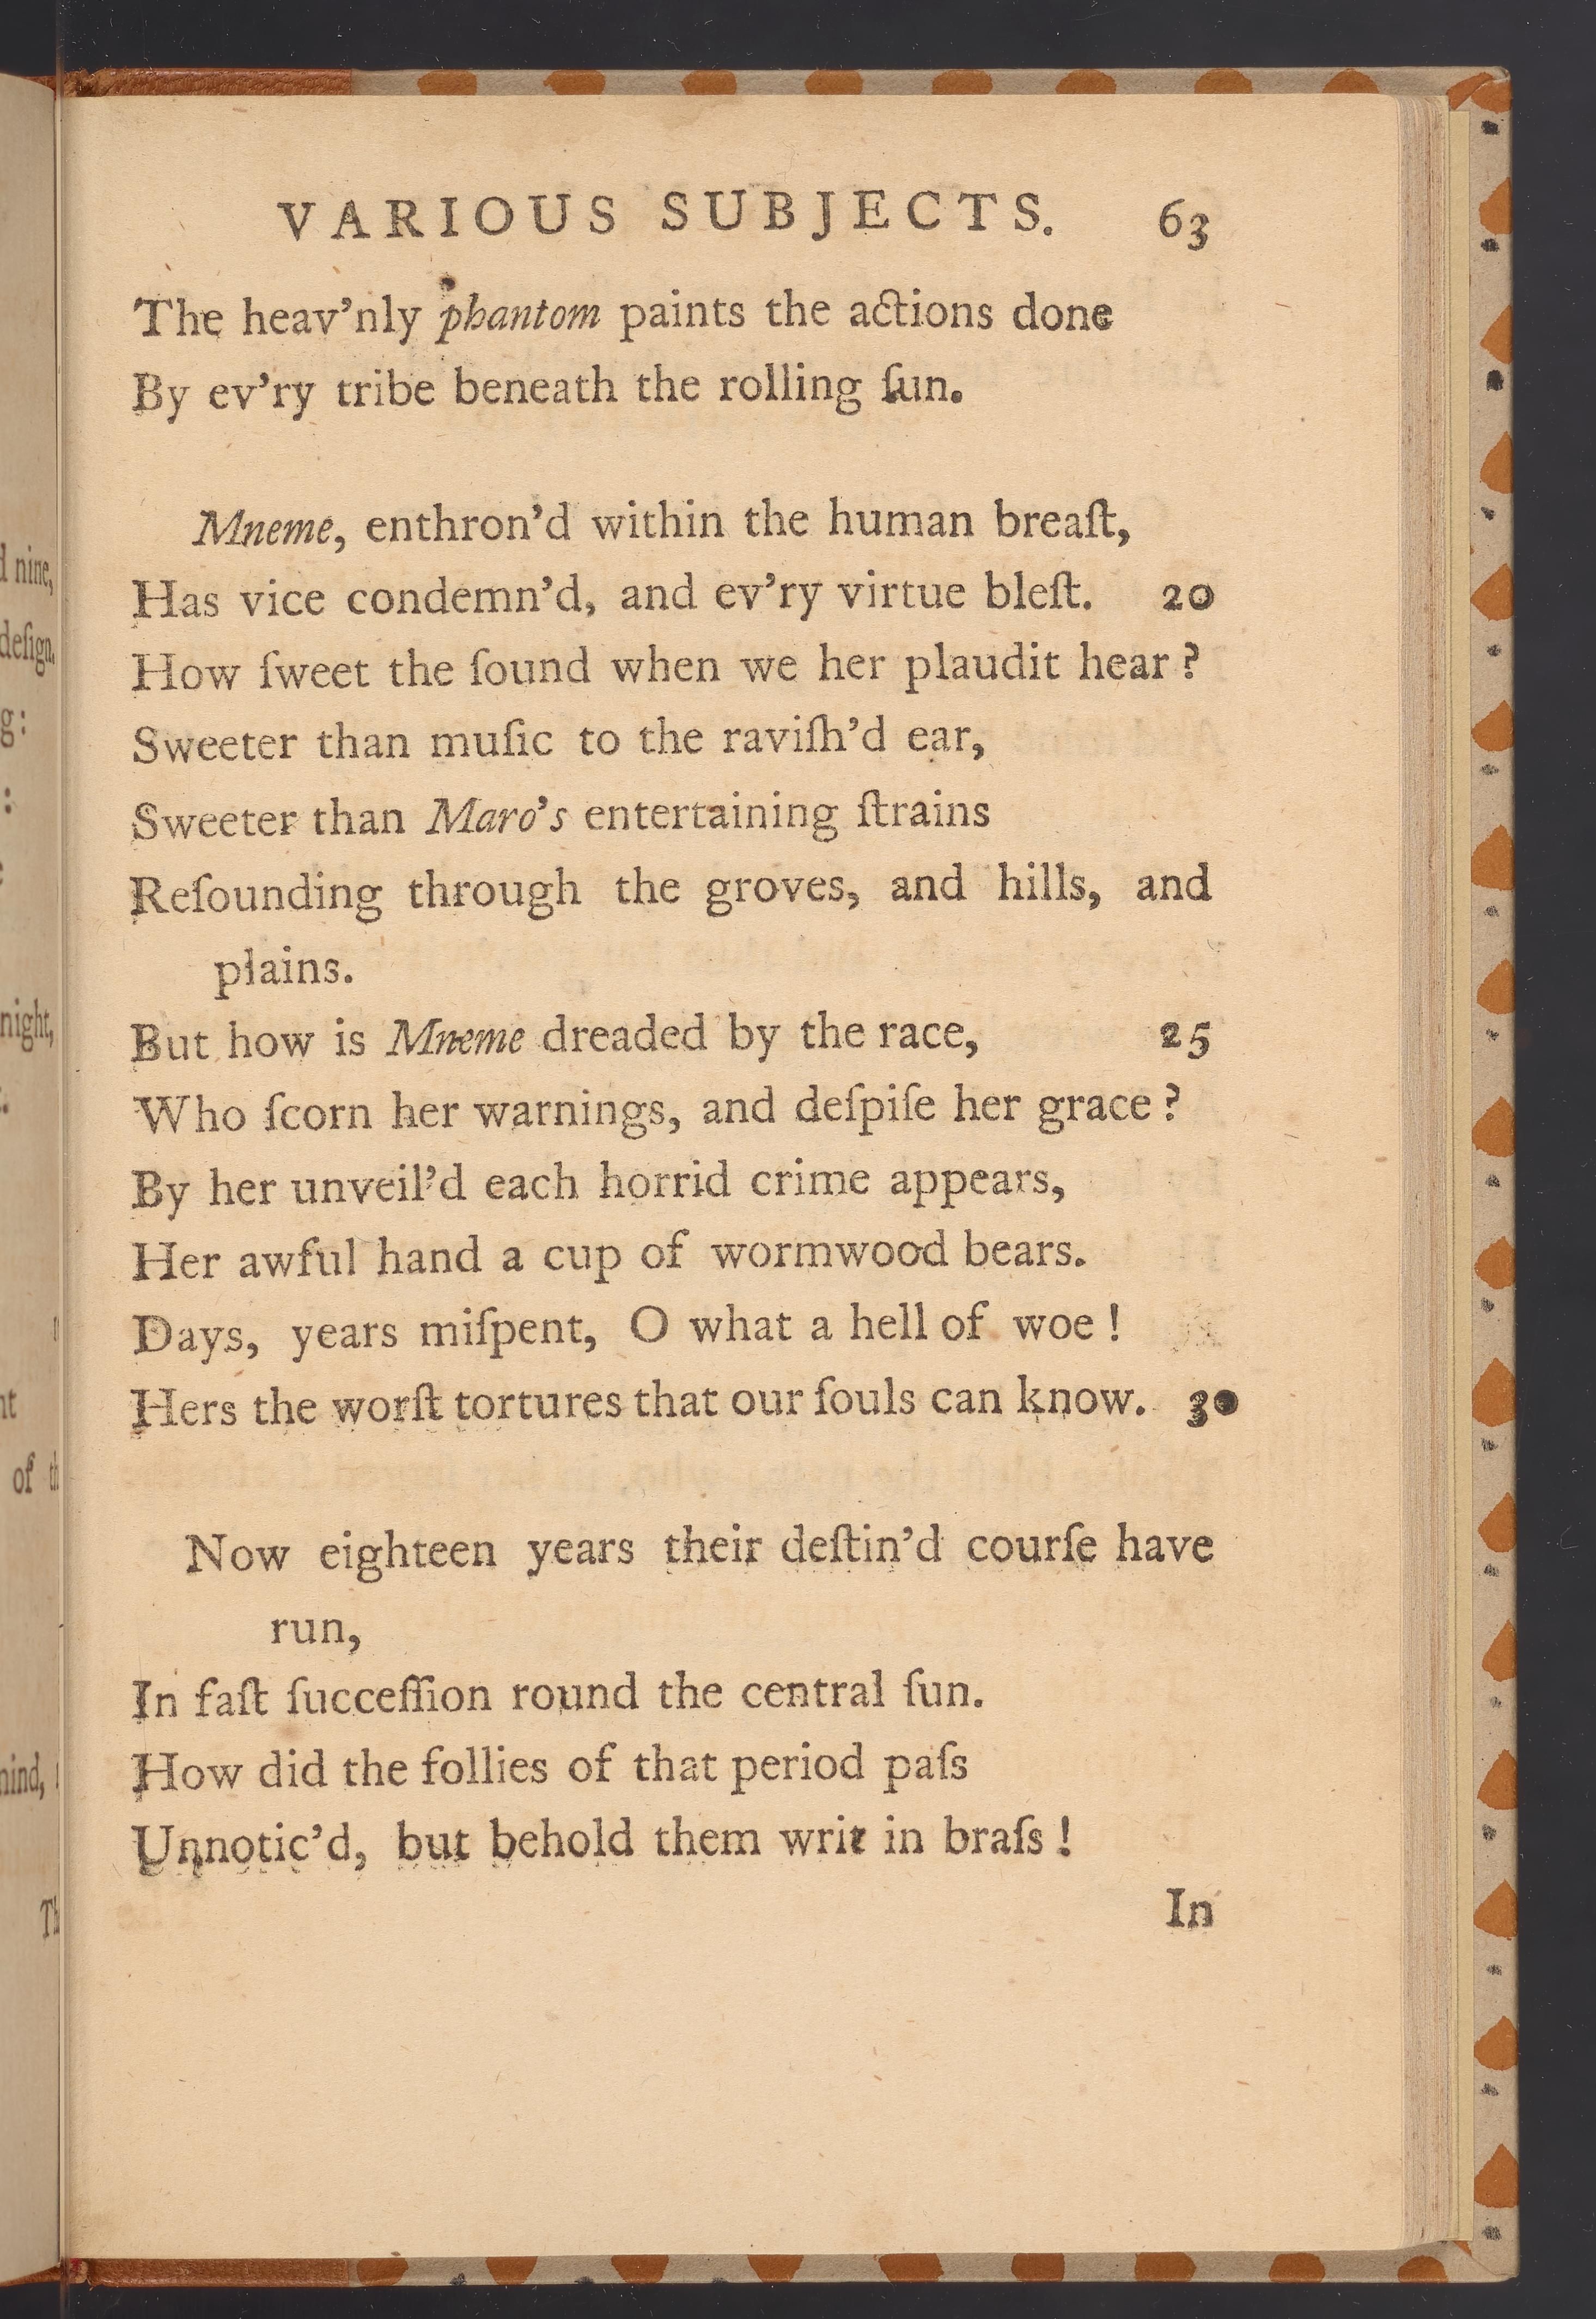 VARIOUS SUBJECTS. 63
The heav'nly phantom paints the actions done
By ev'ry tribe beneath the rolling ſun.
Mneme, enthron'd within the human breaſt,
Has vice condemn'd, and ev'ry virtue bleſt. 20
How ſweet the ſound when we her plaudit hear?
Sweeter than muſic to the raviſh'd ear,
Sweeter than Maro's entertaining ſtrains
Reſounding through the groves, and hills, and
plains.
But how is Mneme dreaded by the race, 25
Who ſcorn her warnings, and deſpiſe her grace?
By her unveil'd each horrid crime appears,
Her awful hand a cup of wormwood bears.
Days, years miſpent, O what a hell of woe!
Hers the worſt tortures that our ſouls can know. 30
Now eighteen years their deſtin'd courſe have
run,
In faſt ſucceſſion round the central ſun.
How did the follies of that period paſs
Unnotic'd, but behold them writ in braſs!
In
nine,
deſign,
night,
of